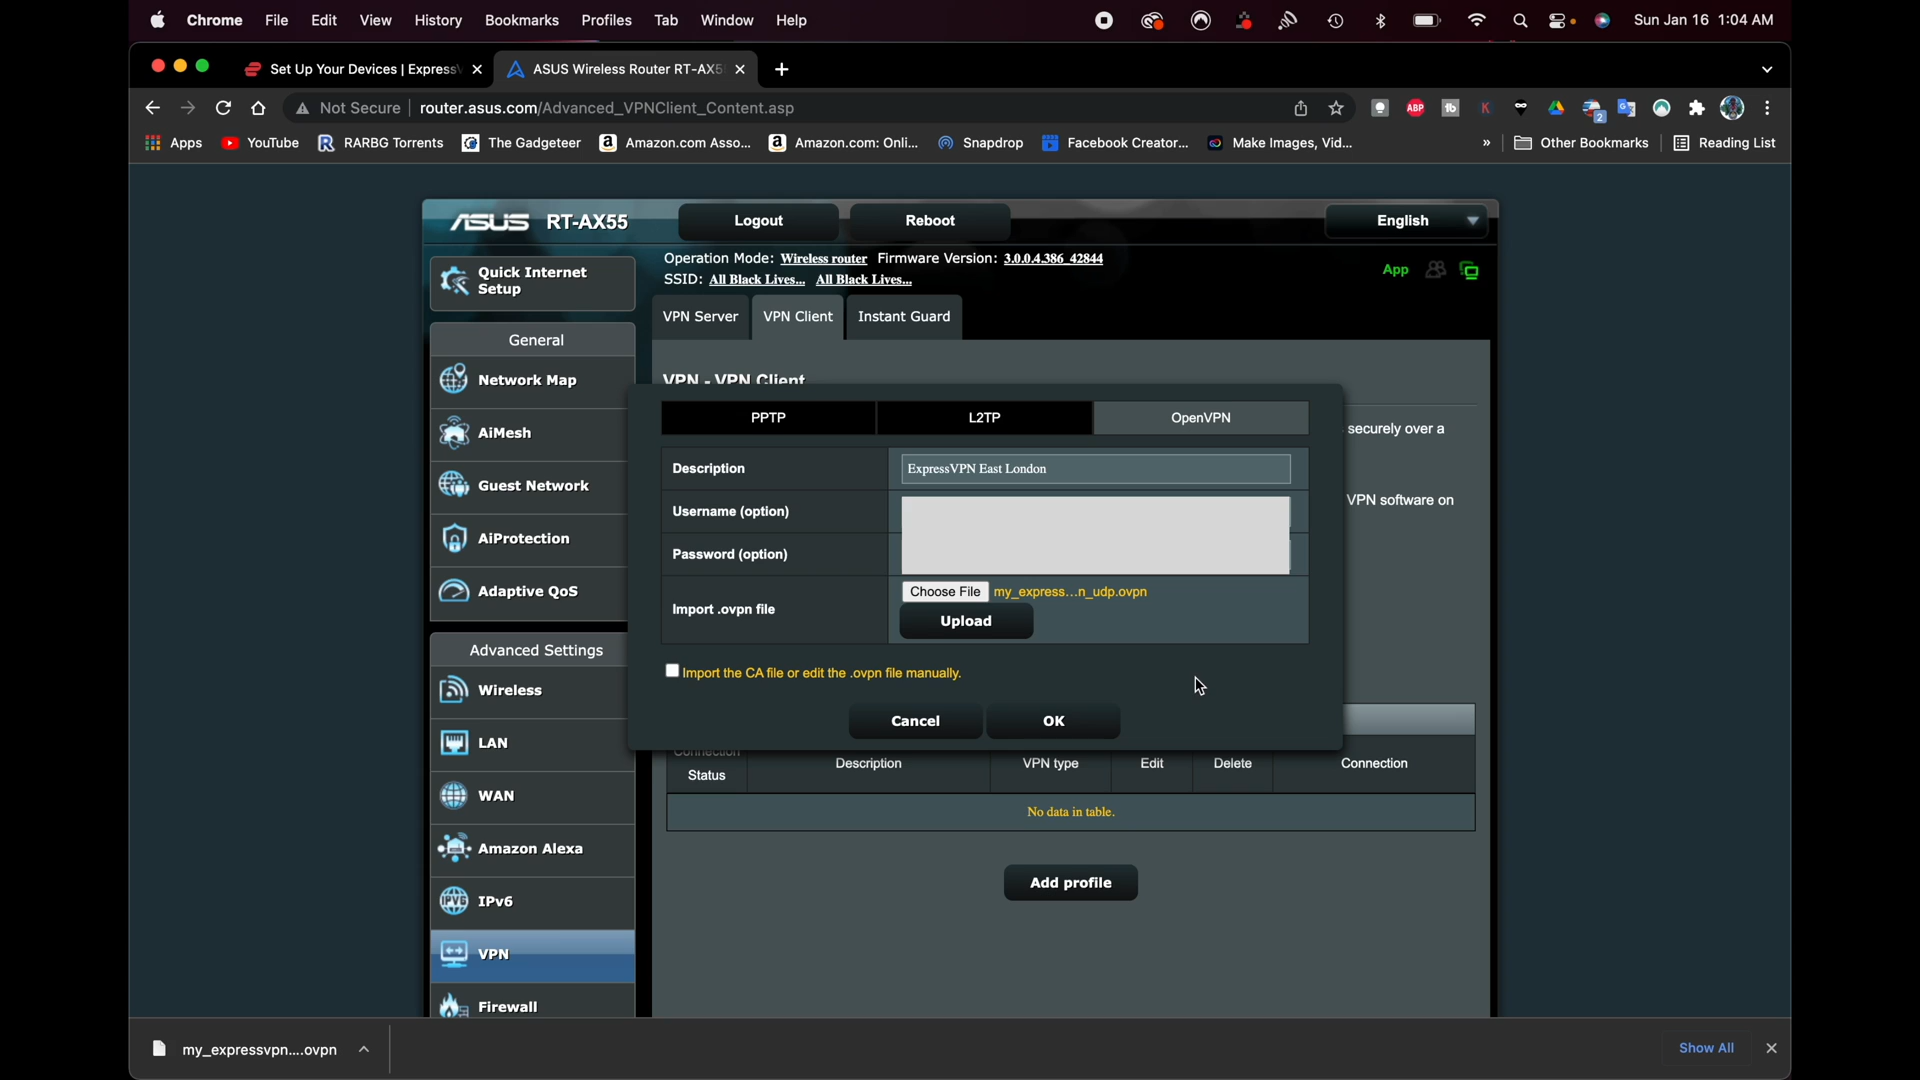 Chrome File Edit View History Bookmarks Profiles Tab Window Help Sun Jan 16 1:04 AM
Set Up Your Devices | ExpressV ASUS Wireless Router RT-AX5
Not Secure router.asus.com/Advanced_VPNClient_Content.asp
ABP tb K 2
Apps YouTube RARBG Torrents The Gadgeteer Amazon.com Asso... Amazon.com: Onli... Snapdrop Facebook Creator... Make Images, Vid... » Other Bookmarks Reading List
ASUS RT-AX55 Logout Reboot English
Operation Mode: Wireless router Firmware Version: 3.0.0.4.386_42844
SSID: All Black Lives... All Black Lives...
App
Quick Internet
Setup
VPN Server VPN Client Instant Guard
General
Network Map
AiMesh
Guest Network
AiProtection
Adaptive QoS
Advanced Settings
Wireless
LAN
WAN
Amazon Alexa
IPv6
VPN
Firewall
VPN - VPN Client
securely over a
VPN software on
PPTP L2TP OpenVPN
Description ExpressVPN East London
Username (option)
Password (option)
Import .ovpn file Choose File my_express...n_udp.ovpn
Upload
Import the CA file or edit the .ovpn file manually.
Cancel OK
Connection
Status Description VPN type Edit Delete Connection
No data in table.
Add profile
my_expressvpn....ovpn Show All